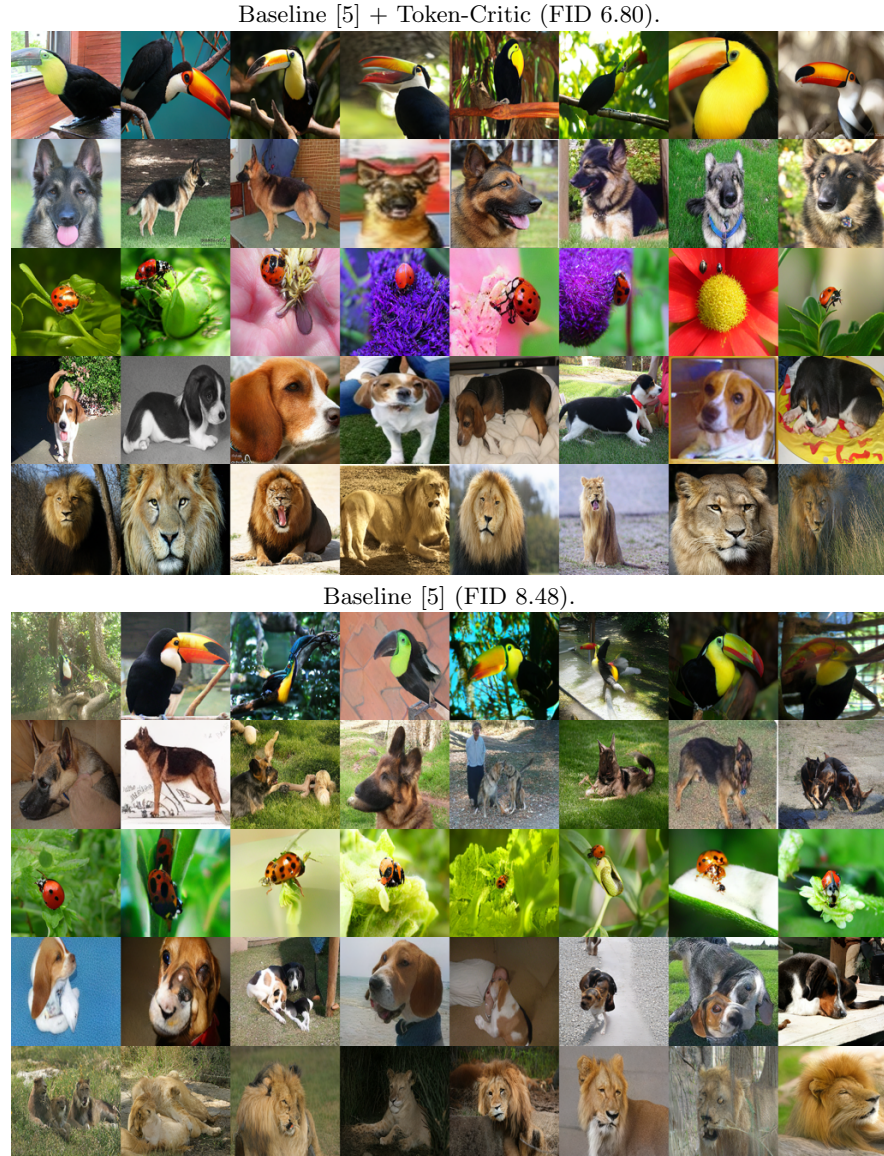 Baseline [5] + Token-Critic (FID 6.80).
Baseline [5] (FID 8.48).